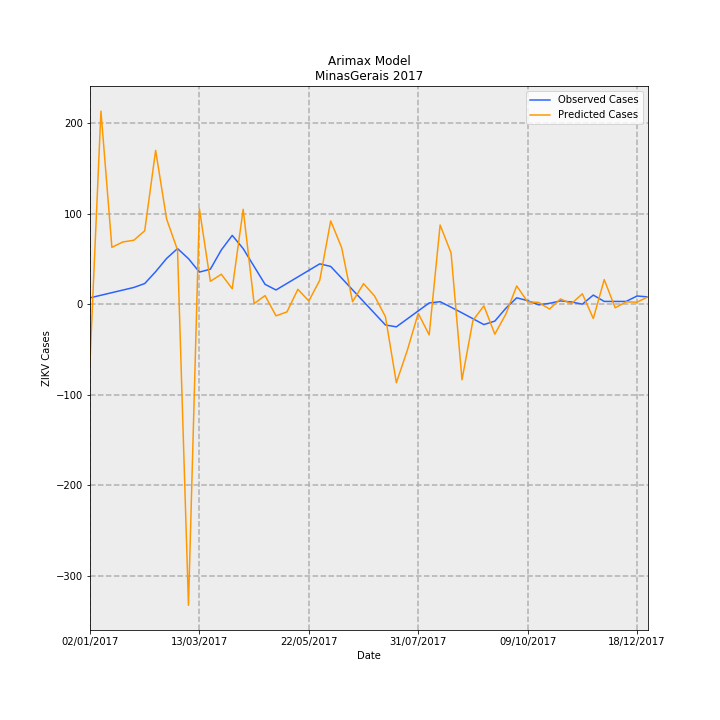 Arimax Model
MinasGerais 2017
Observed Cases
Predicted Cases
200
100
0
−100
−200
−300
ZIKV Cases
02/01/2017 13/03/2017 22/05/2017 31/07/2017 09/10/2017 18/12/2017
Date